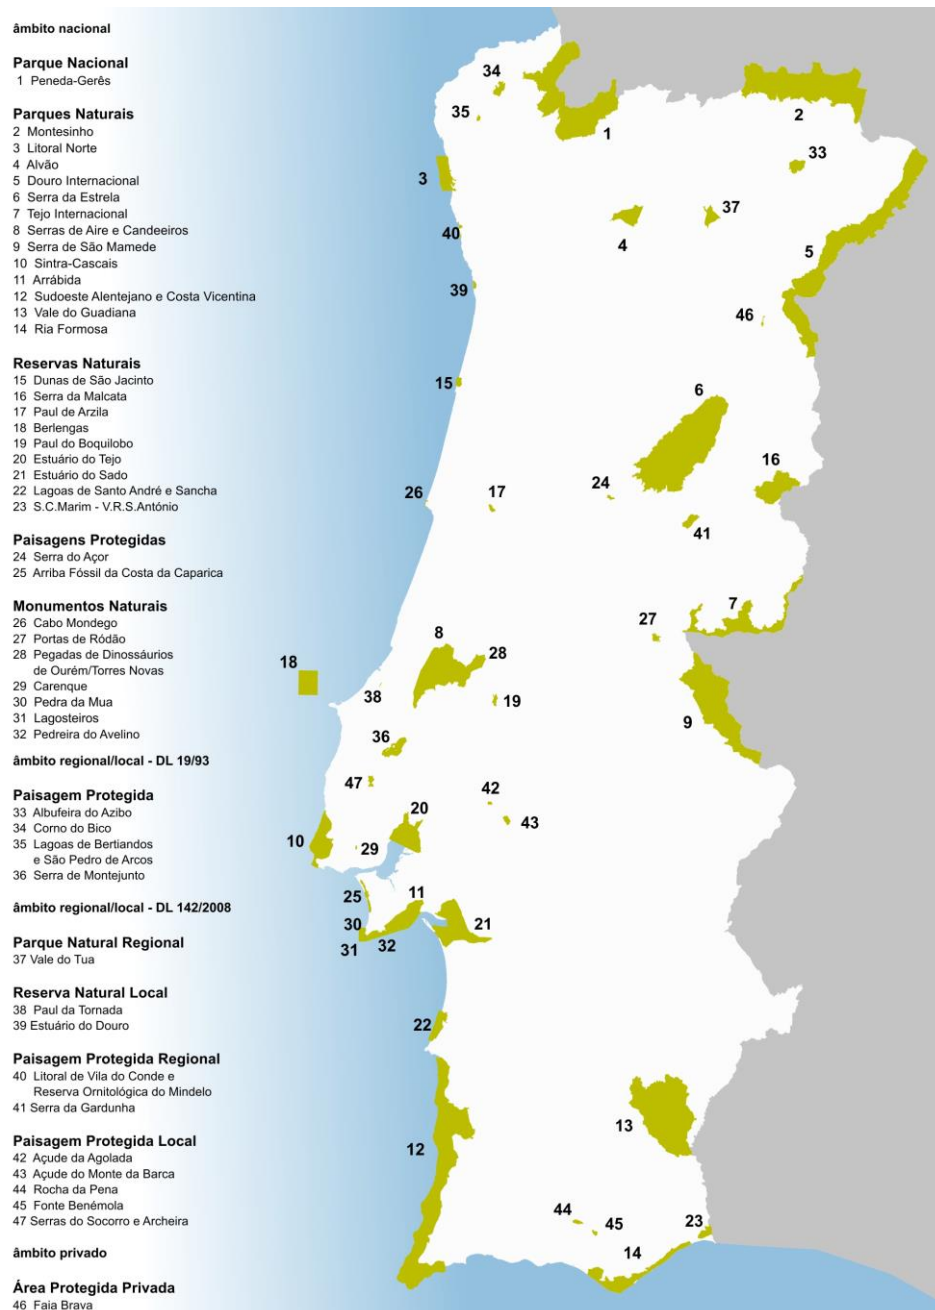 âmbito nacional
Parque Nacional
1 Peneda-Gerês
Parques Naturais
2 Montesinho
3 Litoral Norte
4 Alvão
5 Douro Internacional
6 Serra da Estrela
7 Tejo Internacional
8 Serras de Aire e Candeeiros
9 Serra de São Mamede
10 Sintra-Cascais
11 Arrábida
12 Sudoeste Alentejano e Costa Vicentina
13 Vale do Guadiana
14 Ria Formosa
Reservas Naturais
15 Dunas de São Jacinto
16 Serra da Malcata
17 Paul de Arzila
18 Berlengas
19 Paul do Boquilobo
20 Estuário do Tejo
21 Estuário do Sado
22 Lagoas de Santo André e Sancha
23 S.C.Marim - V.R.S.António
Paisagens Protegidas
24 Serra do Açor
25 Arriba Fóssil da Costa da Caparica
Monumentos Naturais
26 Cabo Mondego
27 Portas de Ródão
28 Pegadas de Dinossáurios
de Ourém/Torres Novas
29 Carenque
30 Pedra da Mua
31 Lagosteiros
32 Pedreira do Avelino
âmbito regional/local - DL 19/93
Paisagem Protegida
33 Albufeira do Azibo
34 Corno do Bico
35 Lagoas de Bertiandos
e São Pedro de Arcos
36 Serra de Montejunto
âmbito regional/local - DL 142/2008
Parque Natural Regional
37 Vale do Tua
Reserva Natural Local
38 Paul da Tornada
39 Estuário do Douro
Paisagem Protegida Regional
40 Litoral de Vila do Conde e
Reserva Ornitológica do Mindelo
41 Serra da Gardunha
Paisagem Protegida Local
42 Açude da Agolada
43 Açude do Monte da Barca
44 Rocha da Pena
45 Fonte Benémola
47 Serras do Socorro e Archeira
âmbito privado
Área Protegida Privada
46 Faia Brava
34
35
1
2
33
3
37
40
4
5
39
46
15
6
16
26
17
24
41
7
27
8
28
18
38
19
9
36
47
42
20
43
10
29
25
11
30
21
31
32
22
13
12
44
45
23
14